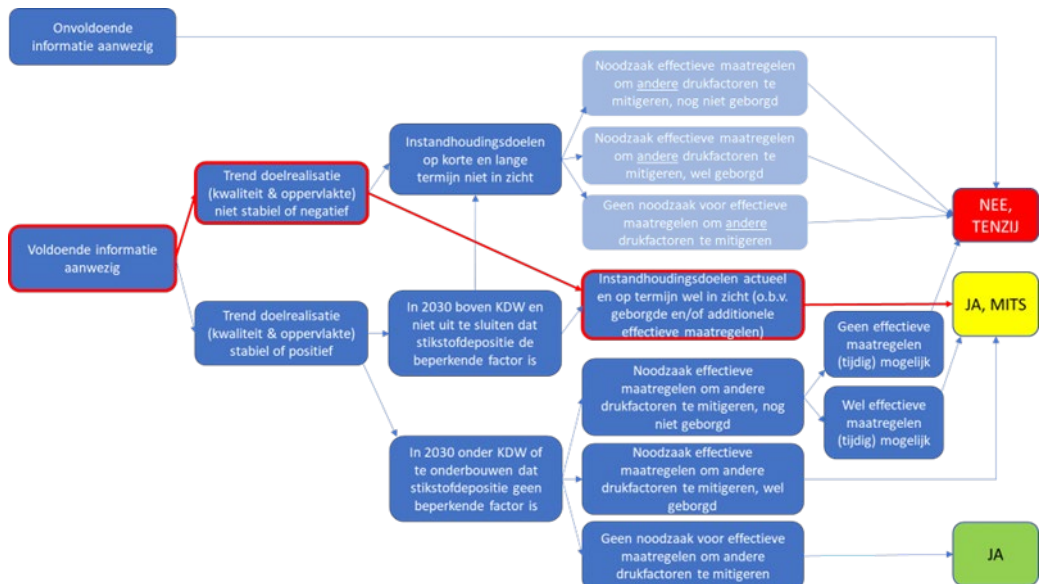 Onvoldoende
informatie aanwezig
Noodzaak effectieve maatregelen
om andere drukfactoren te
mitigeren, nog niet geborgd
Instandhoudingsdoelen
op korte en lange
termijn niet in zicht
Noodzaak effectieve maatregelen
om andere drukfactoren te
mitigeren, wel geborgd
Trend doelrealisatie
(kwaliteit & oppervlakte)
niet stabiel of negatief
Geen noodzaak voor effectieve
maatregelen om andere
drukfactoren te mitigeren
NEE,
TENZIJ
Voldoende informatie
aanwezig
Instandhoudingsdoelen actueel
en op termijn wel in zicht (o.b.v.
geborgde en/of additionele
effectieve maatregelen)
JA, MITS
Trend doelrealisatie
(kwaliteit & oppervlakte)
stabiel of positief
In 2030 boven KDW en
niet uit te sluiten dat
stikstofdepositie de
beperkende factor is
Geen effectieve
maatregelen
(tijdig) mogelijk
Noodzaak effectieve
maatregelen om andere
drukfactoren te mitigeren, nog
niet geborgd
Wel effectieve
maatregelen
(tijdig) mogelijk
In 2030 onder KDW of
te onderbouwen dat
stikstofdepositie geen
beperkende factor is
Noodzaak effectieve
maatregelen om andere
drukfactoren te mitigeren, wel
geborgd
Geen noodzaak voor effectieve
maatregelen om andere
drukfactoren te mitigeren
JA